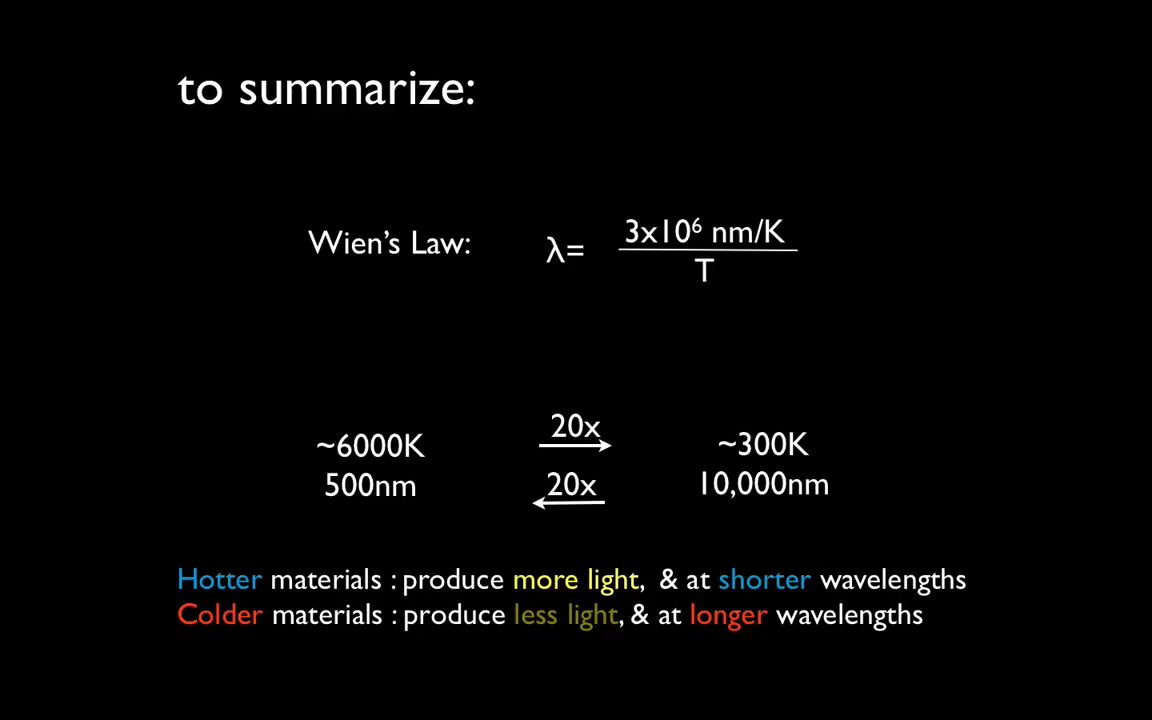 to summarize:
Wien's Law: λ= 3x10⁶ nm/K
T
20x
~6000K ~300K
500nm 20x 10,000nm
Hotter materials : produce more light, & at shorter wavelengths
Colder materials : produce less light, & at longer wavelengths